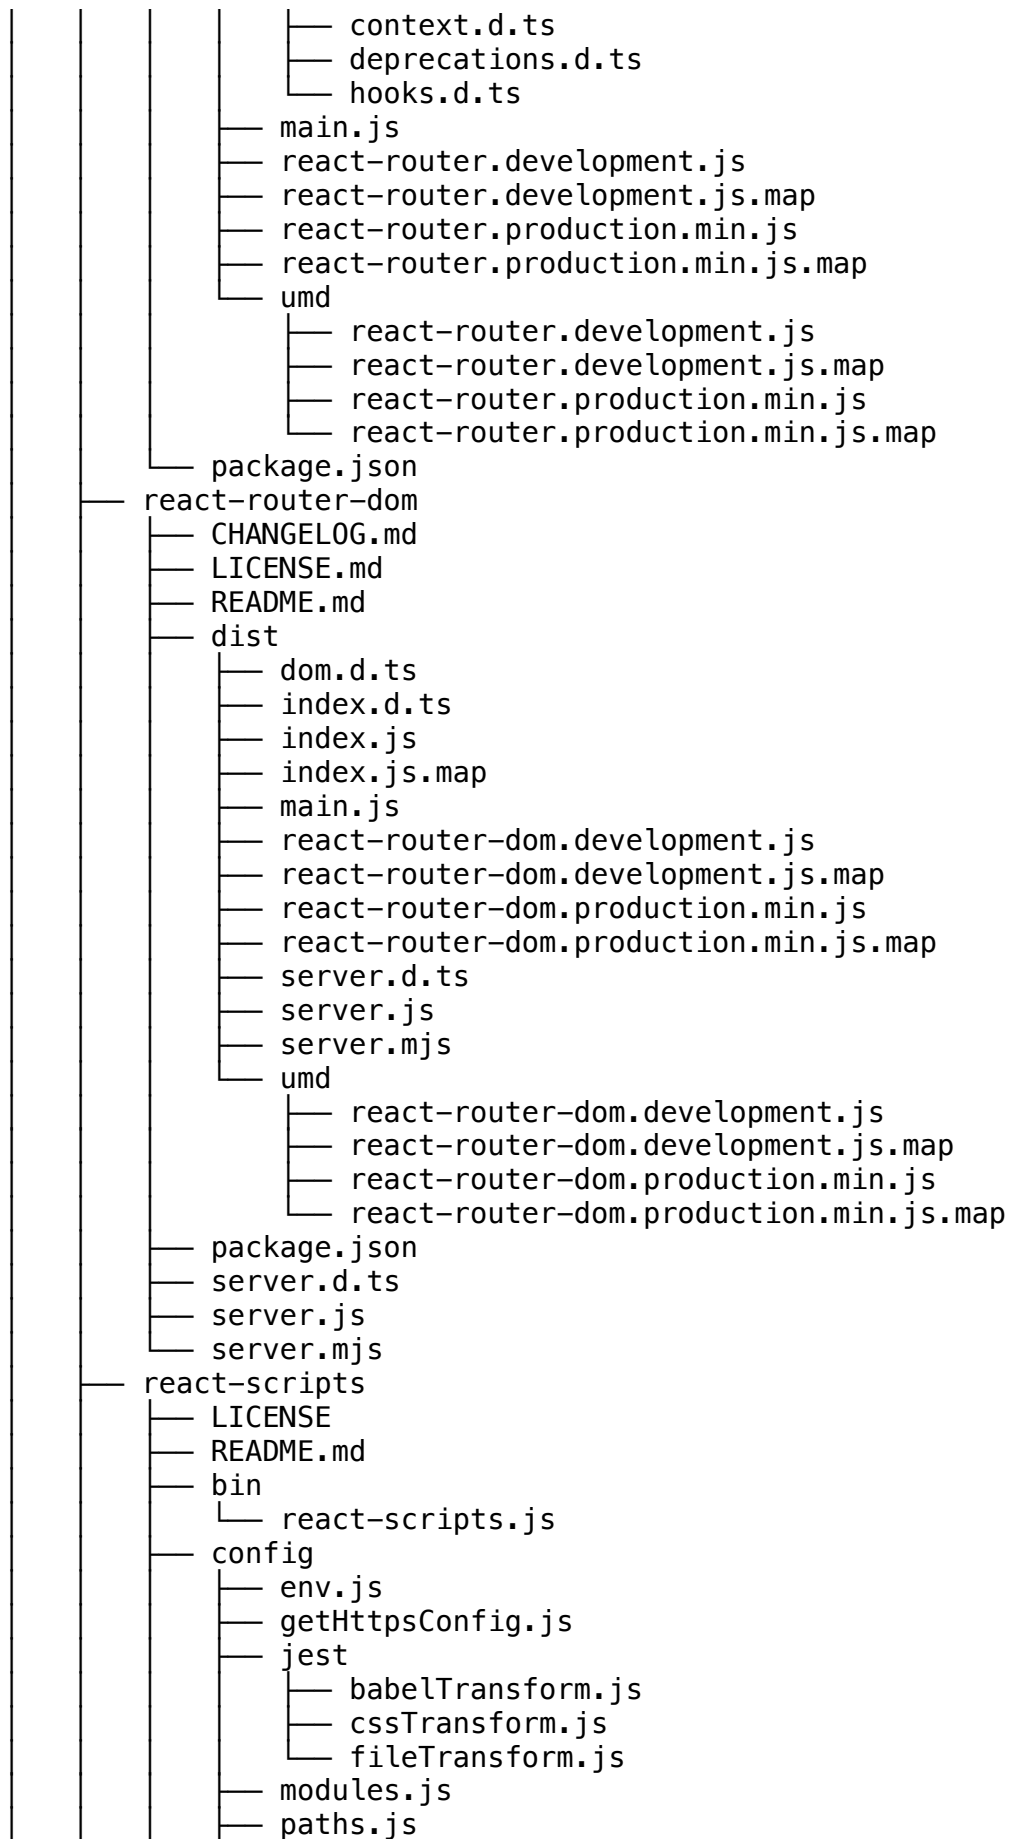 │   │   │   │   ├── context.d.ts
│   │   │   │   ├── deprecations.d.ts
│   │   │   │   └── hooks.d.ts
│   │   │   ├── main.js
│   │   │   ├── react-router.development.js
│   │   │   ├── react-router.development.js.map
│   │   │   ├── react-router.production.min.js
│   │   │   ├── react-router.production.min.js.map
│   │   │   └── umd
│   │   │       ├── react-router.development.js
│   │   │       ├── react-router.development.js.map
│   │   │       ├── react-router.production.min.js
│   │   │       └── react-router.production.min.js.map
│   │   └── package.json
│   ├── react-router-dom
│   │   ├── CHANGELOG.md
│   │   ├── LICENSE.md
│   │   ├── README.md
│   │   ├── dist
│   │   │   ├── dom.d.ts
│   │   │   ├── index.d.ts
│   │   │   ├── index.js
│   │   │   ├── index.js.map
│   │   │   ├── main.js
│   │   │   ├── react-router-dom.development.js
│   │   │   ├── react-router-dom.development.js.map
│   │   │   ├── react-router-dom.production.min.js
│   │   │   ├── react-router-dom.production.min.js.map
│   │   │   ├── server.d.ts
│   │   │   ├── server.js
│   │   │   ├── server.mjs
│   │   │   └── umd
│   │   │       ├── react-router-dom.development.js
│   │   │       ├── react-router-dom.development.js.map
│   │   │       ├── react-router-dom.production.min.js
│   │   │       └── react-router-dom.production.min.js.map
│   │   ├── package.json
│   │   ├── server.d.ts
│   │   ├── server.js
│   │   └── server.mjs
│   ├── react-scripts
│   │   ├── LICENSE
│   │   ├── README.md
│   │   ├── bin
│   │   │   └── react-scripts.js
│   │   ├── config
│   │   │   ├── env.js
│   │   │   ├── getHttpsConfig.js
│   │   │   ├── jest
│   │   │   │   ├── babelTransform.js
│   │   │   │   ├── cssTransform.js
│   │   │   │   └── fileTransform.js
│   │   │   ├── modules.js
│   │   │   ├── paths.js